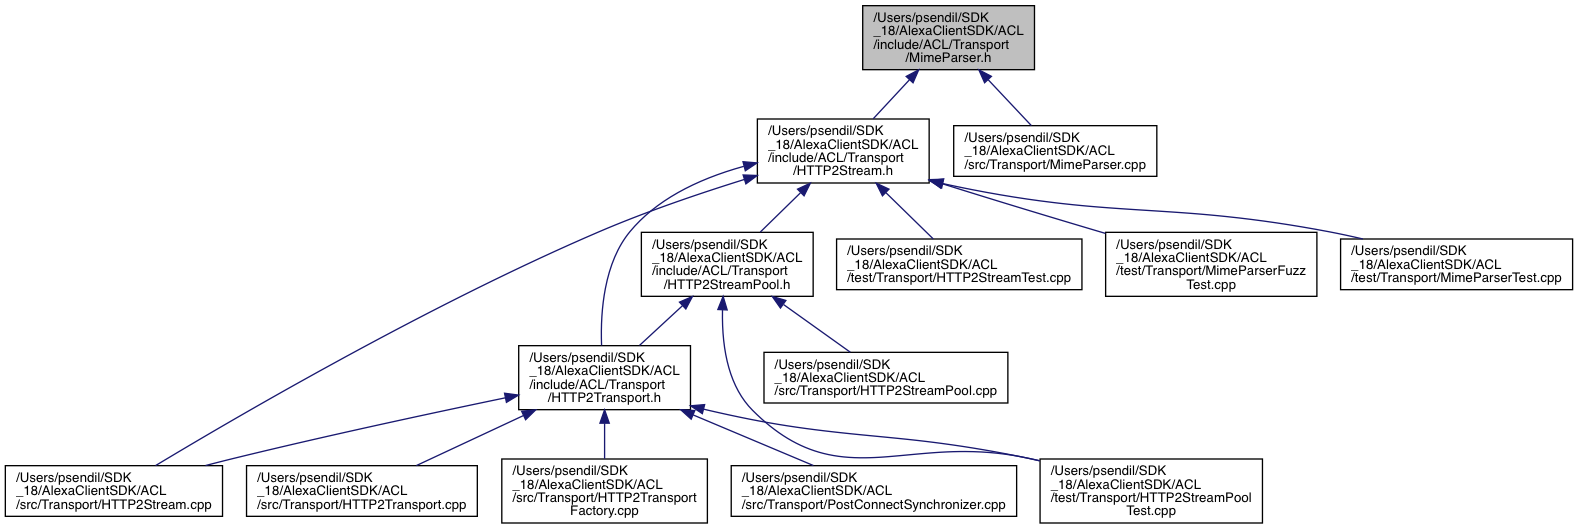 /Users/psendil/SDK
_18/AlexaClientSDK/ACL
/include/ACL/Transport
/MimeParser.h
/Users/psendil/SDK
_18/AlexaClientSDK/ACL
/include/ACL/Transport
/HTTP2Stream.h
/Users/psendil/SDK
_18/AlexaClientSDK/ACL
/src/Transport/MimeParser.cpp
/Users/psendil/SDK
_18/AlexaClientSDK/ACL
/include/ACL/Transport
/HTTP2StreamPool.h
/Users/psendil/SDK
_18/AlexaClientSDK/ACL
/test/Transport/HTTP2StreamTest.cpp
/Users/psendil/SDK
_18/AlexaClientSDK/ACL
/test/Transport/MimeParserFuzz
Test.cpp
/Users/psendil/SDK
_18/AlexaClientSDK/ACL
/test/Transport/MimeParserTest.cpp
/Users/psendil/SDK
_18/AlexaClientSDK/ACL
/include/ACL/Transport
/HTTP2Transport.h
/Users/psendil/SDK
_18/AlexaClientSDK/ACL
/src/Transport/HTTP2StreamPool.cpp
/Users/psendil/SDK
_18/AlexaClientSDK/ACL
/src/Transport/HTTP2Stream.cpp
/Users/psendil/SDK
_18/AlexaClientSDK/ACL
/src/Transport/HTTP2Transport.cpp
/Users/psendil/SDK
_18/AlexaClientSDK/ACL
/src/Transport/HTTP2Transport
Factory.cpp
/Users/psendil/SDK
_18/AlexaClientSDK/ACL
/src/Transport/PostConnectSynchronizer.cpp
/Users/psendil/SDK
_18/AlexaClientSDK/ACL
/test/Transport/HTTP2StreamPool
Test.cpp